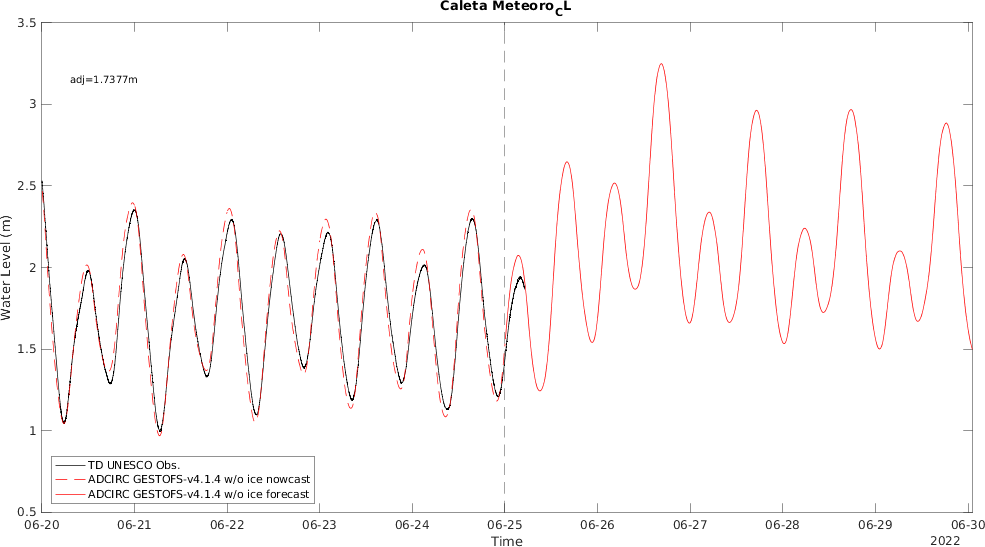 Caleta Meteoro_CL
3.5
adj=1.7377m
3
2.5
2
1.5
1
0.5
Water Level (m)
TD UNESCO Obs.
ADCIRC GESTOFS-v4.1.4 w/o ice nowcast
ADCIRC GESTOFS-v4.1.4 w/o ice forecast
06-20 06-21 06-22 06-23 06-24 06-25 06-26 06-27 06-28 06-29 06-30
Time
2022